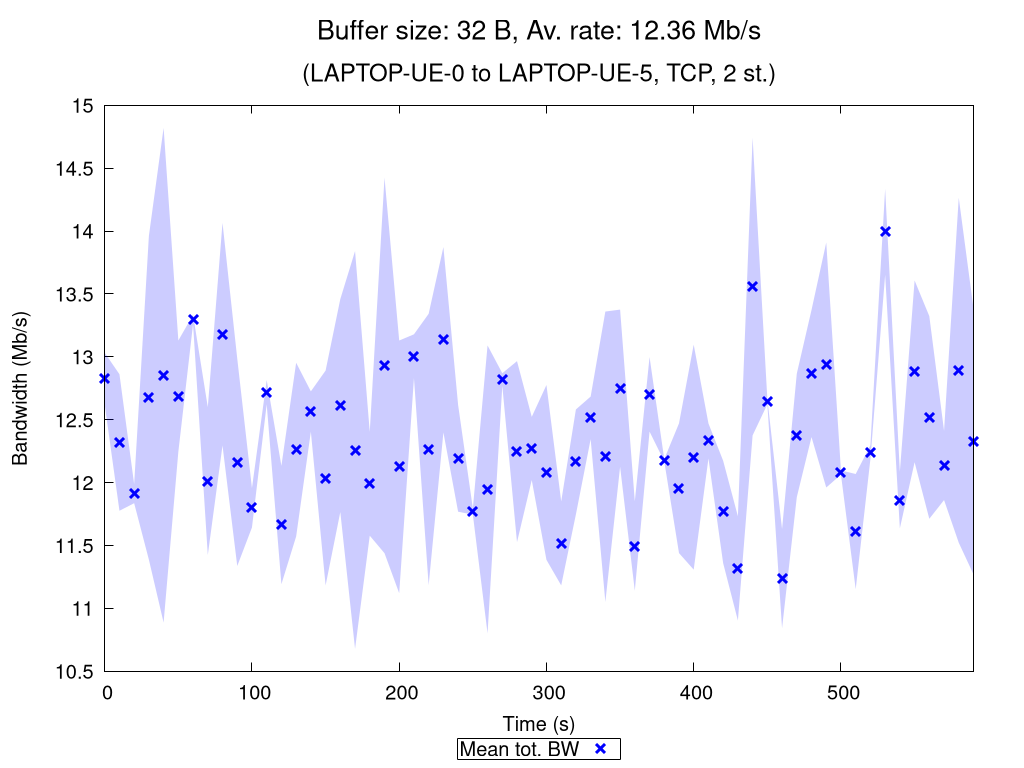 Buffer size: 32 B, Av. rate: 12.36 Mb/s
(LAPTOP-UE-0 to LAPTOP-UE-5, TCP, 2 st.)
Bandwidth (Mb/s)
15
14.5
14
13.5
13
12.5
12
11.5
11
10.5
0 100 200 300 400 500
Time (s)
Mean tot. BW